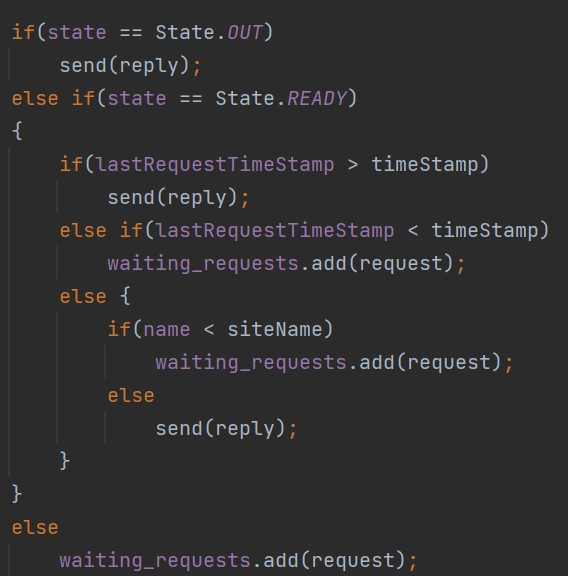 if(state == State.OUT)
    send(reply);
else if(state == State.READY)
{
    if(lastRequestTimeStamp > timeStamp)
        send(reply);
    else if(lastRequestTimeStamp < timeStamp)
        waiting_requests.add(request);
    else {
        if(name < siteName)
            waiting_requests.add(request);
        else
            send(reply);
    }
}
else
    waiting_requests.add(request);